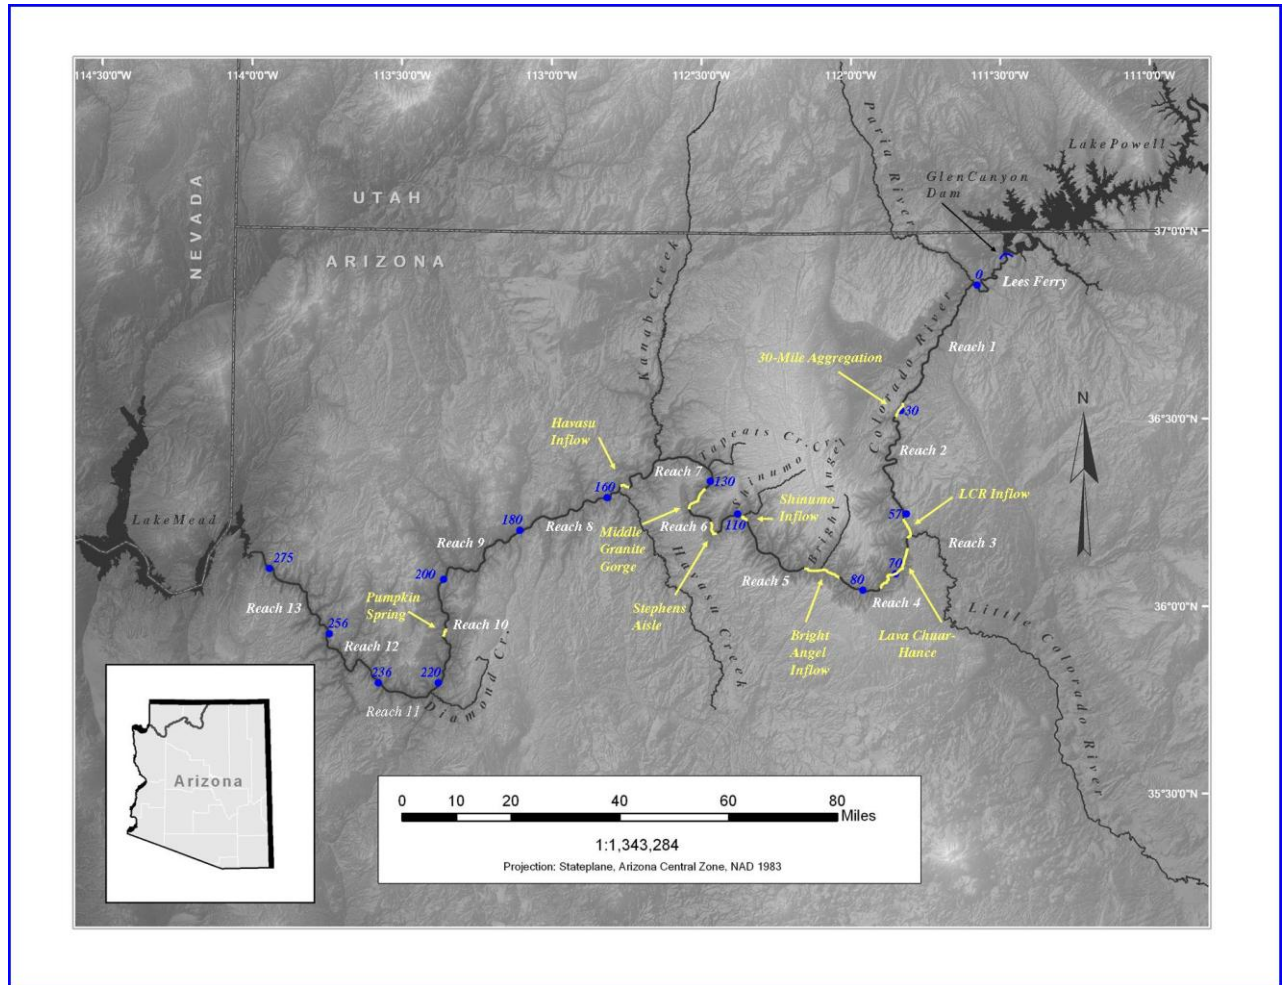 114°30'0"W
114°0'0"W
113°30'0"W
113°0'0"W
112°30'0"W
112°0'0"W
111°30'0"W
111°0'0"W
NEVADA
UTAH
ARIZONA
Paria River
Lake Powell
Glen Canyon
Dam
37°0'0"N
0
Lees Ferry
Colorado River
Reach 1
Kanab Creek
30-Mile Aggregation
30
36°30'0"N
N
Reach 2
Havasu
Inflow
Tapeats Cr.
Shinumo Cr.
Bright Angel
Cr.
Reach 7
130
160
LCR Inflow
57
Shinumo
Inflow
110
Lake Mead
180
Reach 8
Reach 6
Middle
Granite
Gorge
Reach 3
Reach 9
275
200
Havasu Creek
Reach 5
80
70
Reach 4
Pumpkin
Spring
Stephens
Aisle
Reach 13
256
Reach 10
Bright
Angel
Inflow
Lava Chuar-
Hance
Little Colorado River
36°0'0"N
Reach 12
236
220
Diamond Cr.
Reach 11
35°30'0"N
Arizona
0 10 20 40 60 80
Miles
1:1,343,284
Projection: Stateplane, Arizona Central Zone, NAD 1983